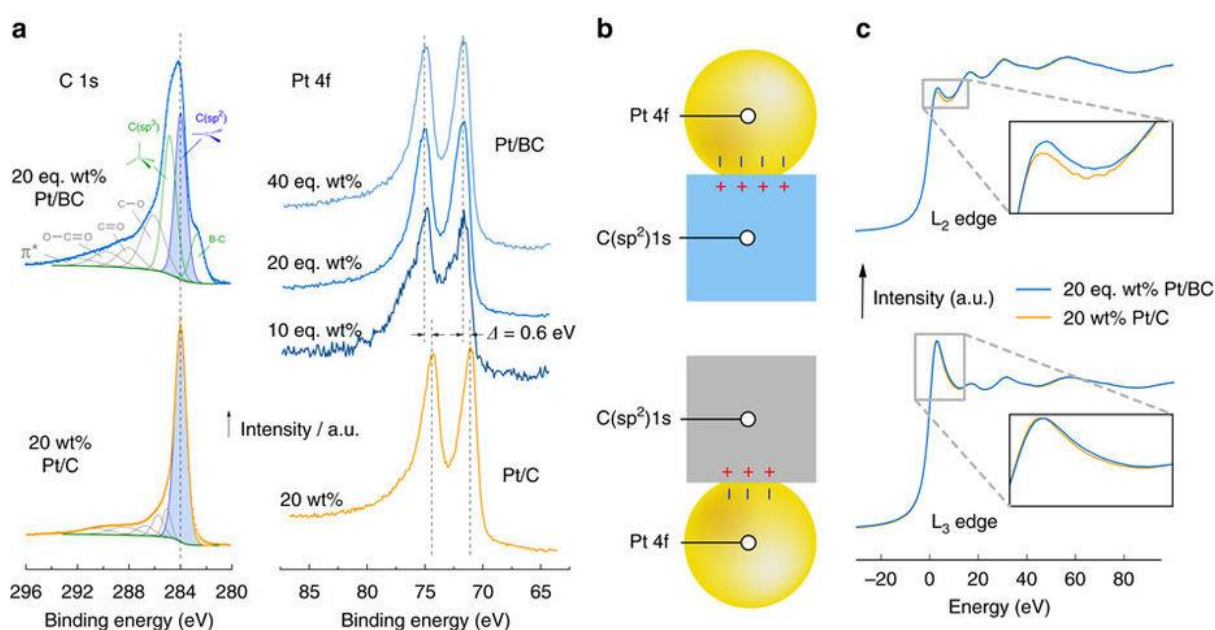 a
C 1s
Pt 4f
C(sp³)
C(sp²)
20 eq. wt%
Pt/BC
C—O
C=O
O—C=O
π*
B-C
40 eq. wt%
Pt/BC
20 eq. wt%
10 eq. wt%
Δ = 0.6 eV
20 wt%
Pt/C
Intensity / a.u.
20 wt%
Pt/C
296 292 288 284 280
Binding energy (eV)
85 80 75 70 65
Binding energy (eV)
b
Pt 4f
C(sp²)1s
C(sp²)1s
Pt 4f
c
L₂ edge
Intensity (a.u.)
20 eq. wt% Pt/BC
20 wt% Pt/C
L₃ edge
−20 0 20 40 60 80
Energy (eV)